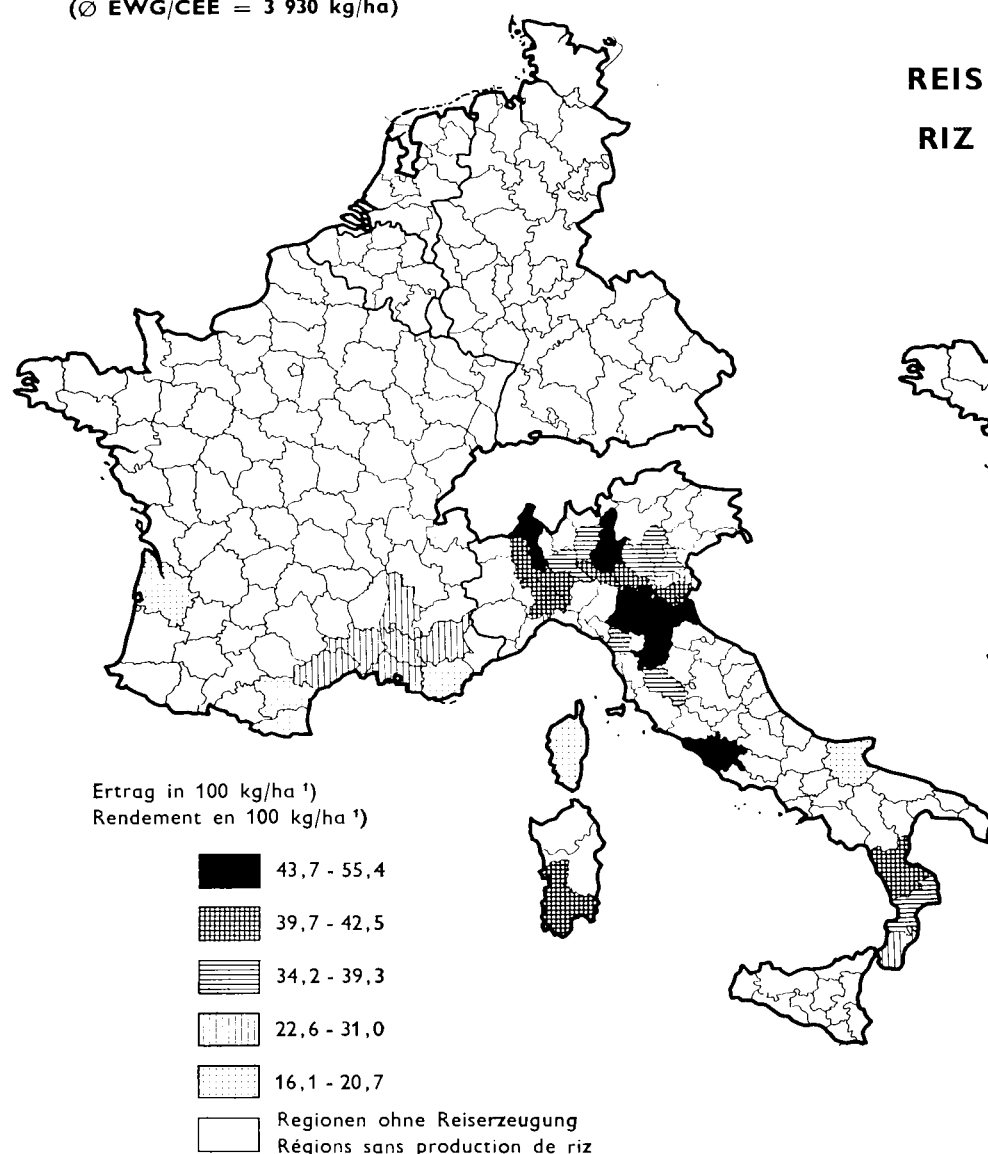 (Ø EWG/CEE = 3 930 kg/ha)
REIS
RIZ
Ertrag in 100 kg/ha ¹)
Rendement en 100 kg/ha ¹)
43,7 - 55,4
39,7 - 42,5
34,2 - 39,3
22,6 - 31,0
16,1 - 20,7
Regionen ohne Reiserzeugung
Régions sans production de riz